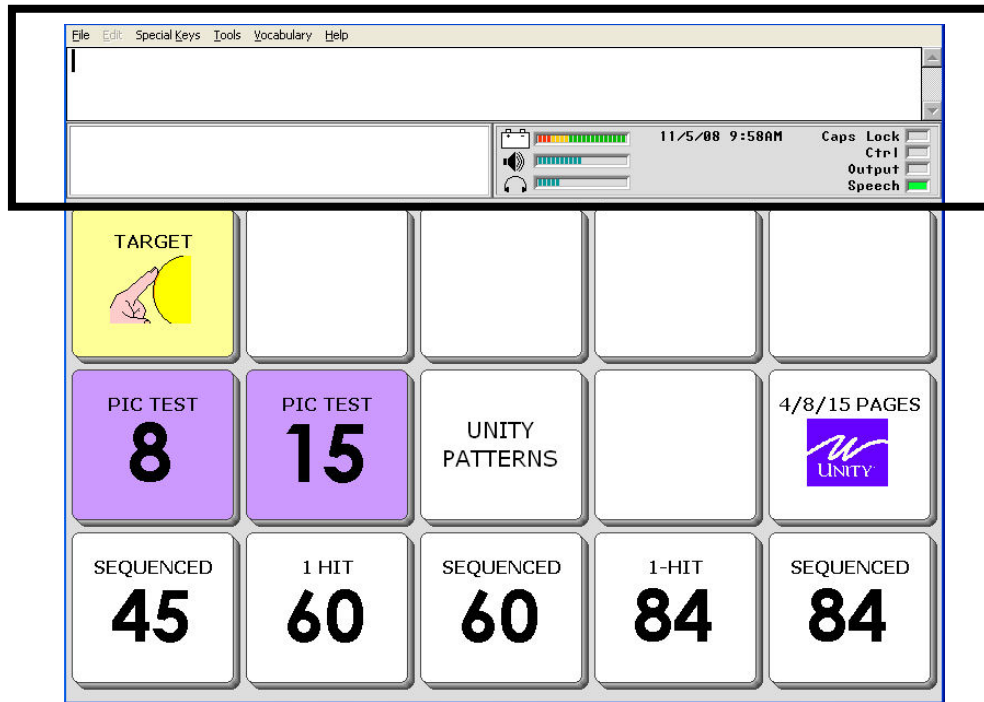 File Edit Special Keys Tools Vocabulary Help
11/5/08 9:58AM Caps Lock
Ctrl
Output
Speech
TARGET
PIC TEST
8
PIC TEST
15
UNITY
PATTERNS
4/8/15 PAGES
UNITY
SEQUENCED
45
1 HIT
60
SEQUENCED
60
1-HIT
84
SEQUENCED
84